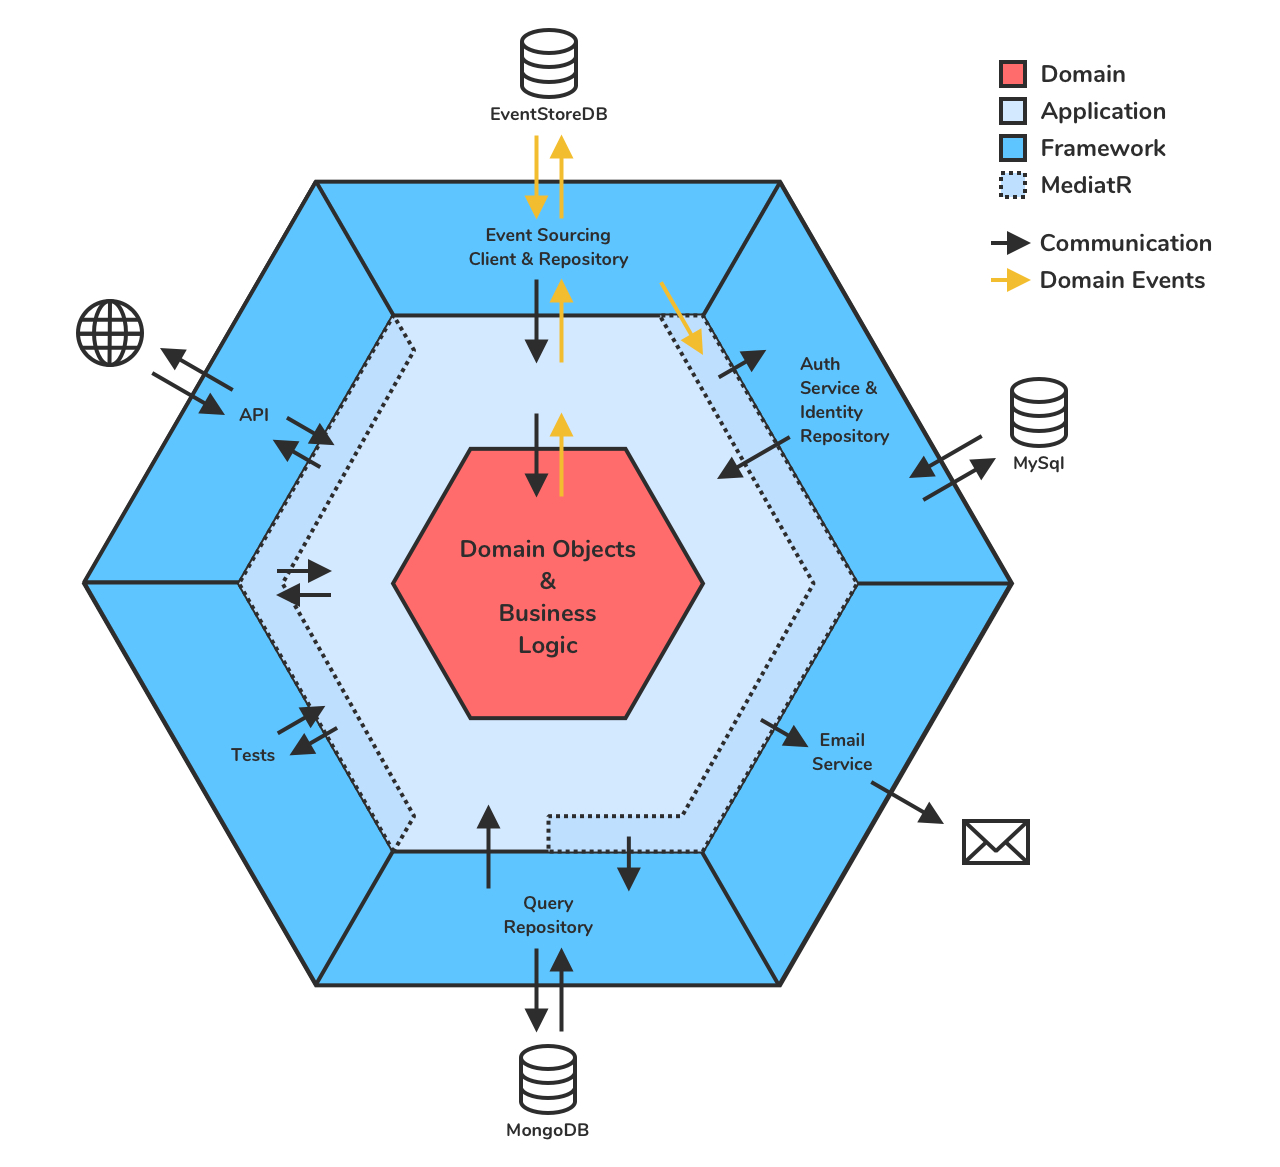 EventStoreDB
Domain
Application
Framework
MediatR
Communication
Domain Events
Event Sourcing
Client & Repository
API
Auth
Service &
Identity
Repository
MySql
Domain Objects
&
Business
Logic
Tests
Email
Service
Query
Repository
MongoDB